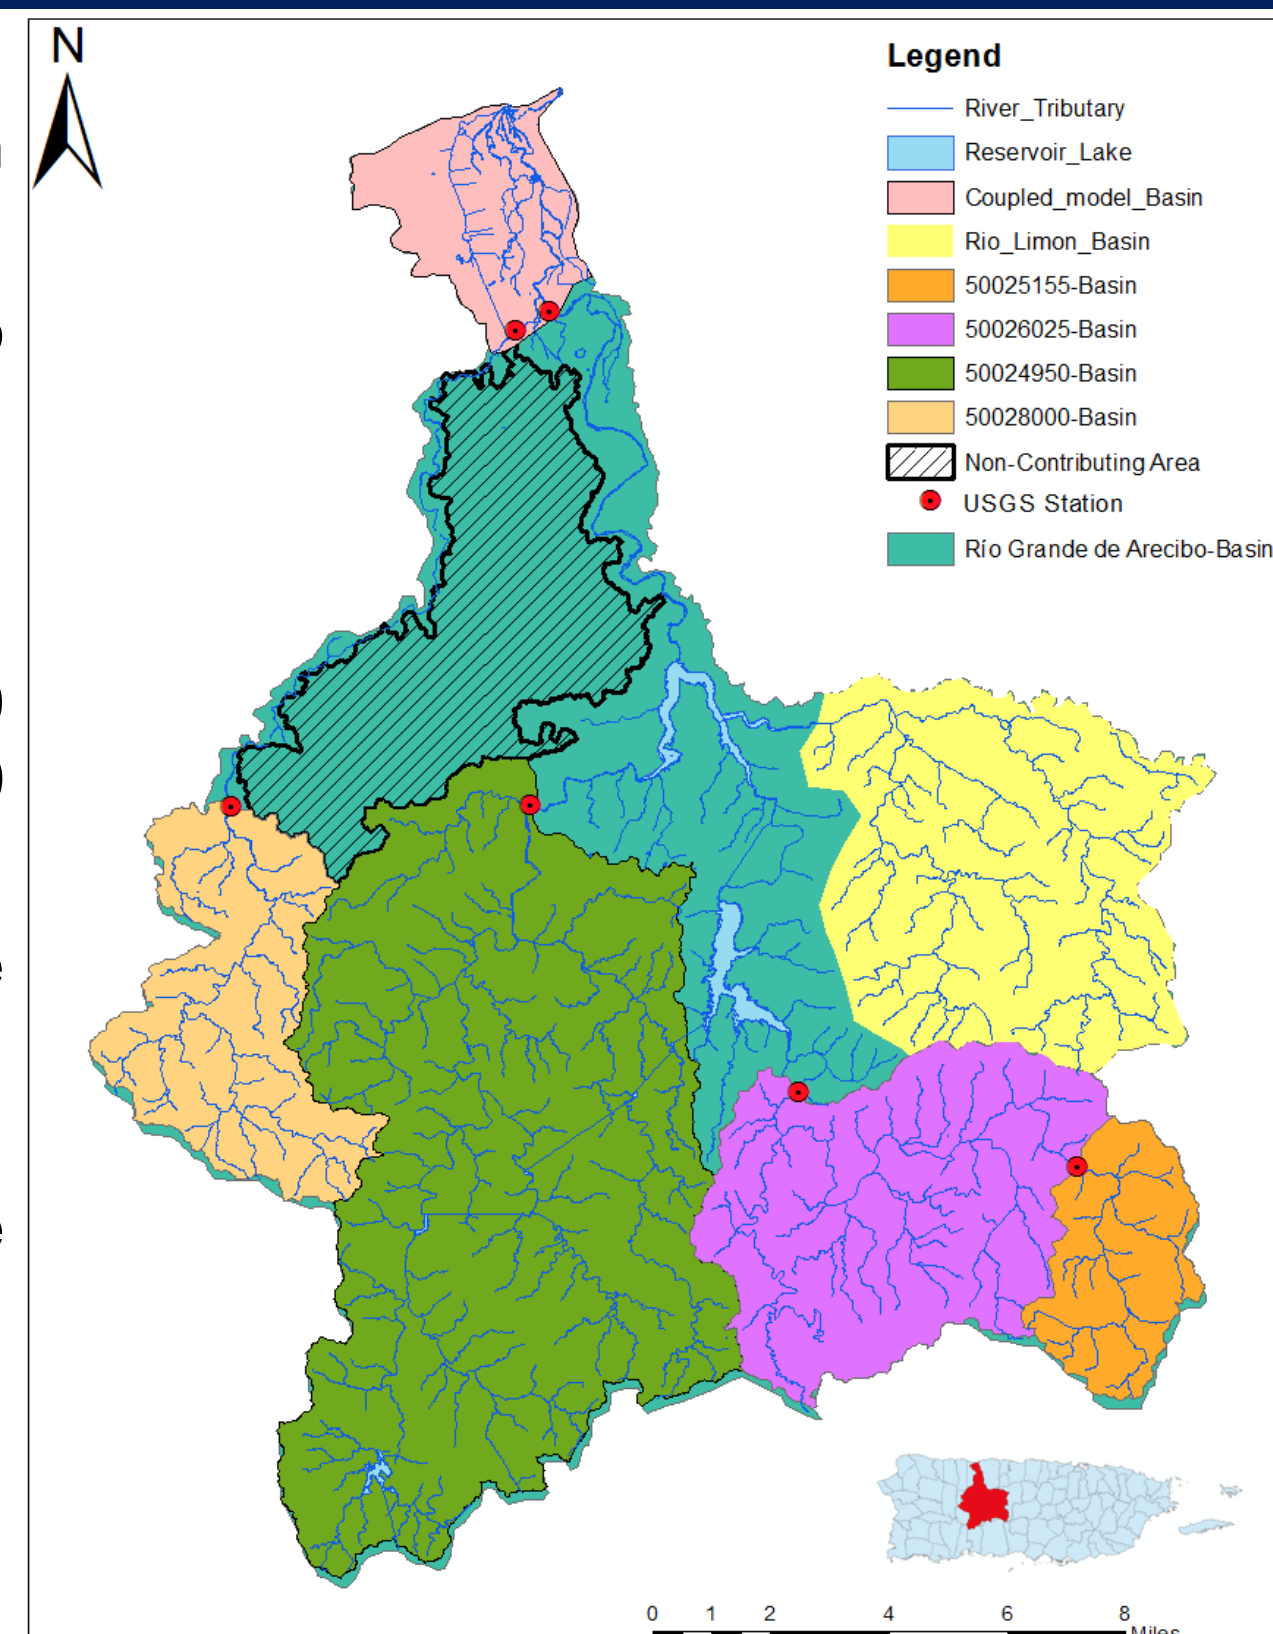 N
Legend
River_Tributary
Reservoir_Lake
Coupled_model_Basin
Rio_Limon_Basin
50025155-Basin
50026025-Basin
50024950-Basin
50028000-Basin
Non-Contributing Area
USGS Station
Río Grande de Arecibo-Basin
0 1 2 4 6 8
Miles